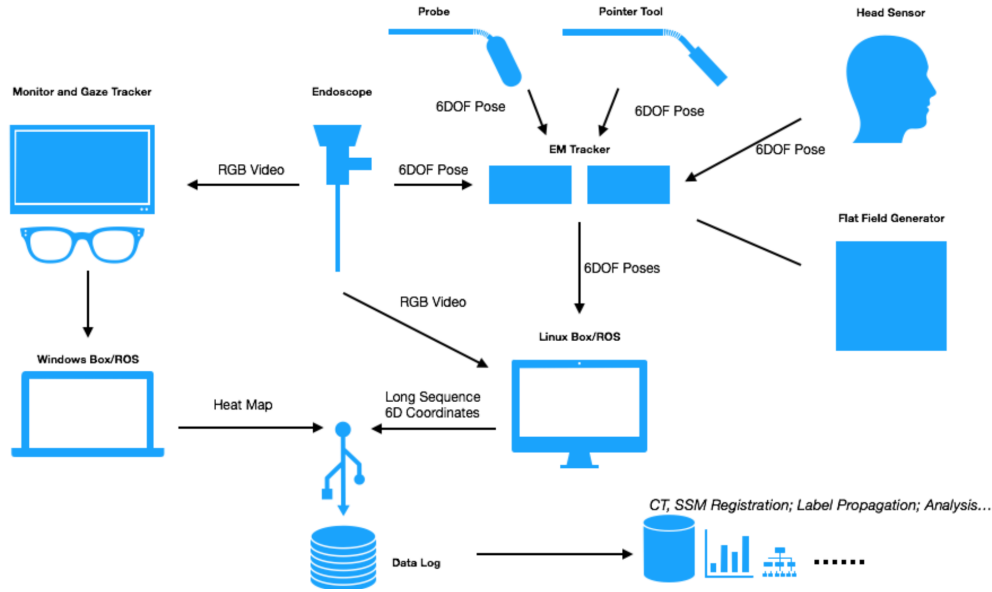 Probe
Pointer Tool
Head Sensor
Monitor and Gaze Tracker
Endoscope
6DOF Pose
6DOF Pose
EM Tracker
6DOF Pose
RGB Video
6DOF Pose
Flat Field Generator
6DOF Poses
RGB Video
Linux Box/ROS
Windows Box/ROS
Heat Map
Long Sequence
6D Coordinates
CT, SSM Registration; Label Propagation; Analysis...
Data Log
......